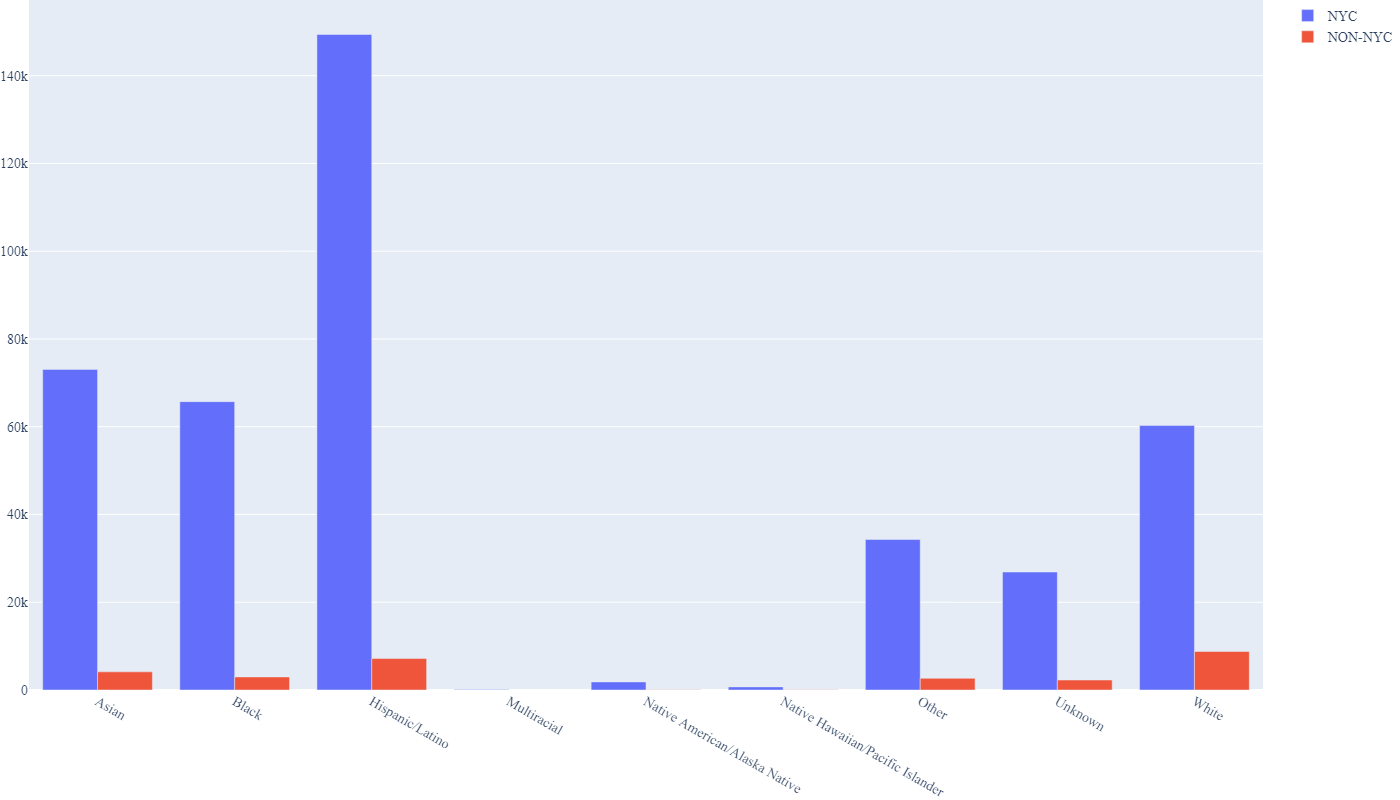 NYC
NON-NYC
140k
120k
100k
80k
60k
40k
20k
0
Asian
Black
Hispanic/Latino
Multiracial
Native American/Alaska Native
Native Hawaiian/Pacific Islander
Other
Unknown
White